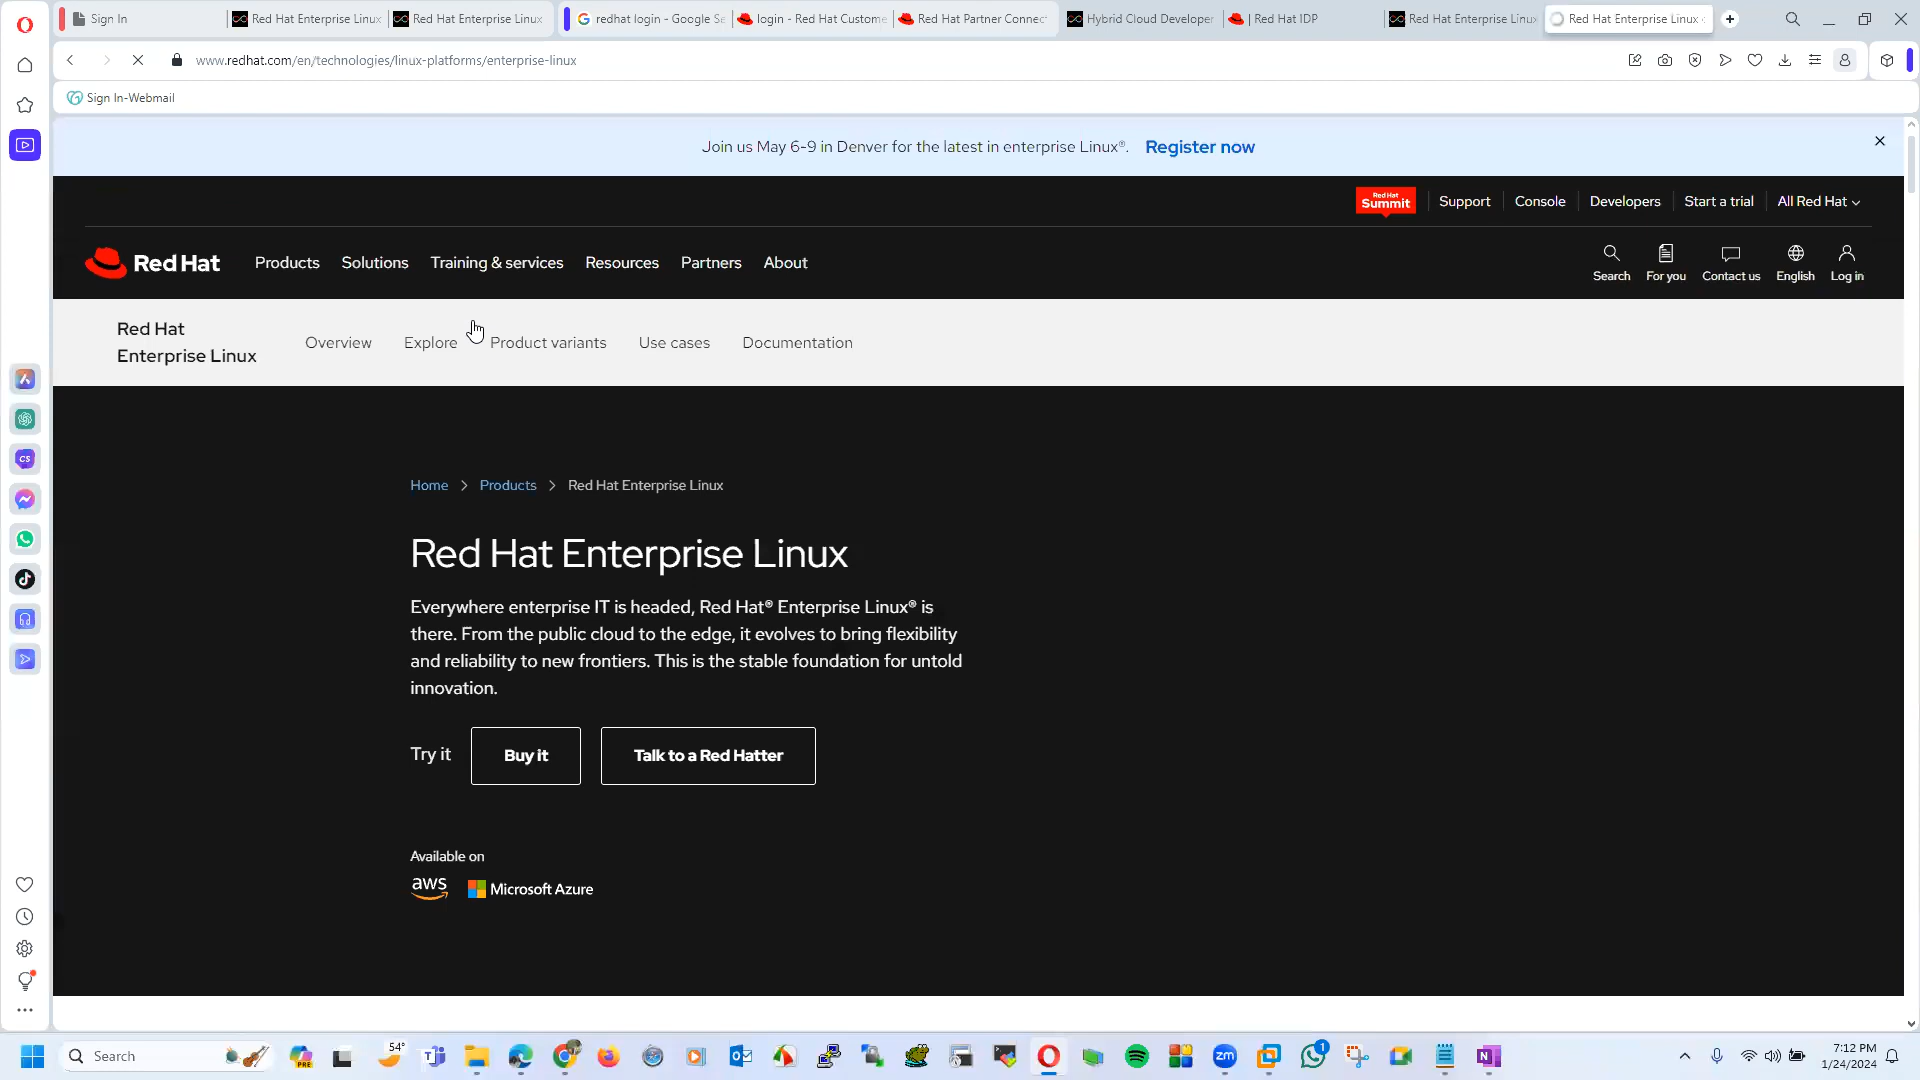 Sign In
Red Hat Enterprise Linux
Red Hat Enterprise Linux
redhat login - Google Se
login - Red Hat Custome
Red Hat Partner Connect
Hybrid Cloud Developer
| Red Hat IDP
Red Hat Enterprise Linux
Red Hat Enterprise Linux
www.redhat.com/en/technologies/linux-platforms/enterprise-linux
Sign In-Webmail
Join us May 6-9 in Denver for the latest in enterprise Linux®. Register now
Red Hat
Summit
Support
Console
Developers
Start a trial
All Red Hat
Red Hat
Products
Solutions
Training & services
Resources
Partners
About
Search
For you
Contact us
English
Log in
Red Hat
Enterprise Linux
Overview
Explore
Product variants
Use cases
Documentation
Home > Products > Red Hat Enterprise Linux
Red Hat Enterprise Linux
Everywhere enterprise IT is headed, Red Hat® Enterprise Linux® is
there. From the public cloud to the edge, it evolves to bring flexibility
and reliability to new frontiers. This is the stable foundation for untold
innovation.
Try it
Buy it
Talk to a Red Hatter
Available on
aws
Microsoft Azure
CS
Search
PRE
54°
zm
1
7:12 PM
1/24/2024